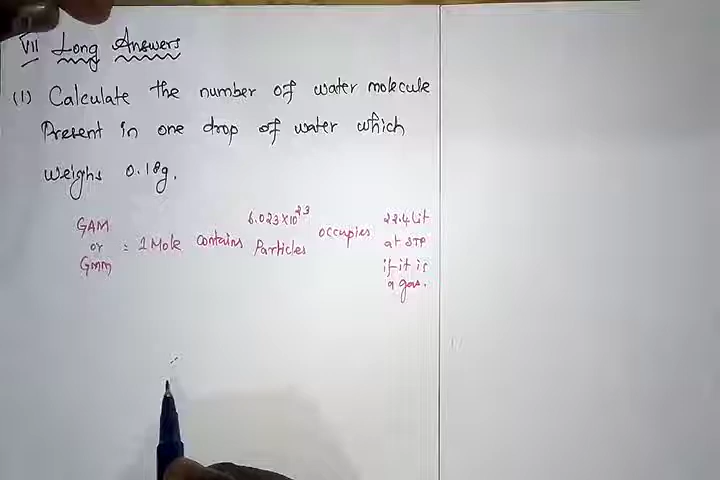 VII Long Answers
(1) Calculate the number of water molecule
Present in one drop of water which
weighs 0.18g.
GAM
or
GMM
= 1 Mole contains
6.023×10²³
Particles
occupies
22.4 Lit
at STP
if it is
a gas.